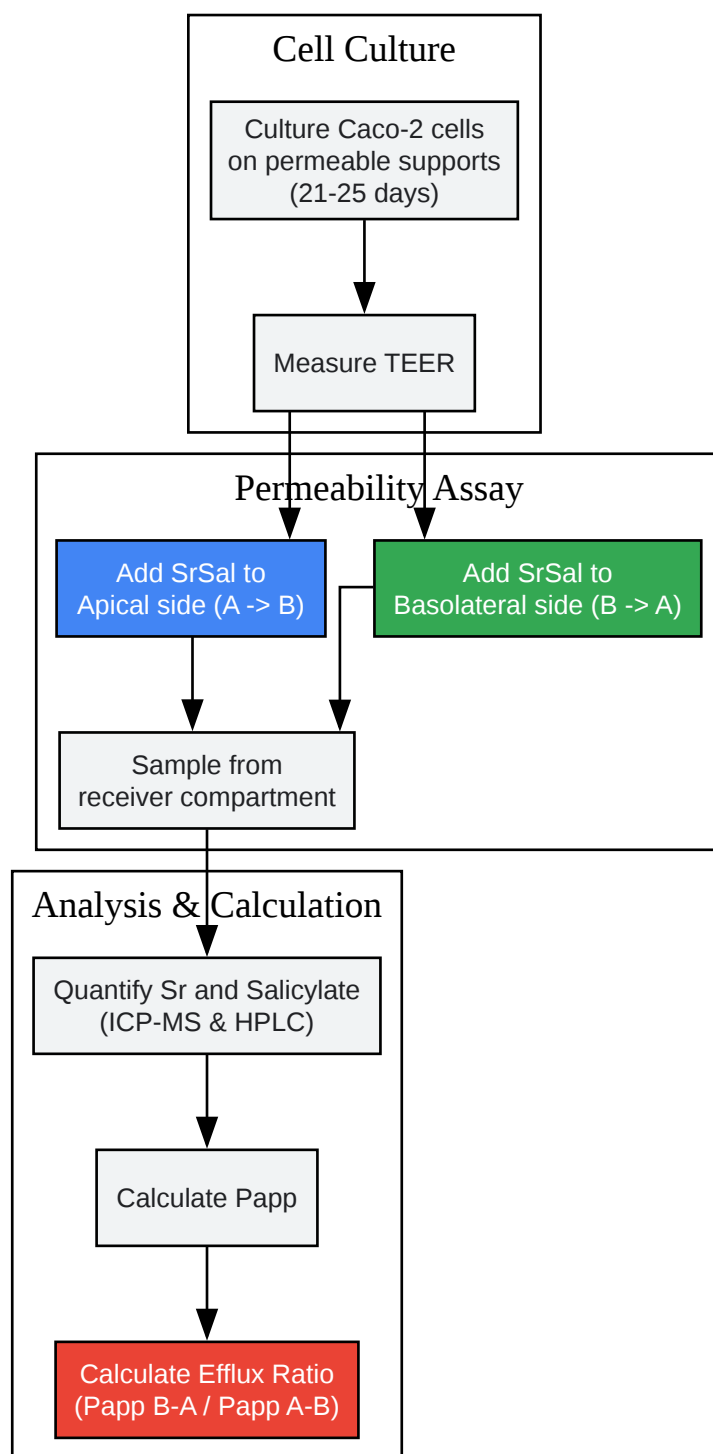 Cell Culture
Culture Caco-2 cells
on permeable supports
(21-25 days)
Measure TEER
Permeability Assay
Add SrSal to
Apical side (A -> B)
Add SrSal to
Basolateral side (B -> A)
Sample from
receiver compartment
Analysis & Calculation
Quantify Sr and Salicylate
(ICP-MS & HPLC)
Calculate Papp
Calculate Efflux Ratio
(Papp B-A / Papp A-B)